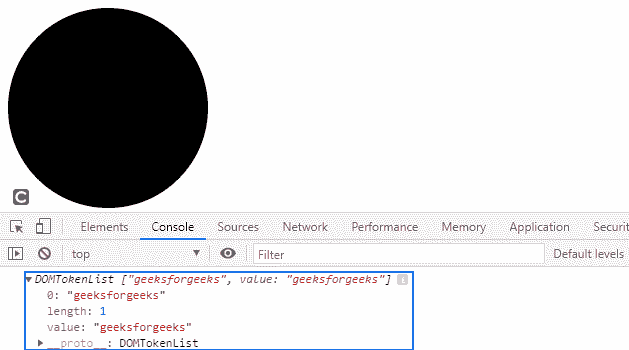 C
Elements Console Sources Network Performance Memory Application Securi
top Filter Default levels
DOMTokenList ["geeksforgeeks", value: "geeksforgeeks"] i
0: "geeksforgeeks"
length: 1
value: "geeksforgeeks"
__proto__: DOMTokenList